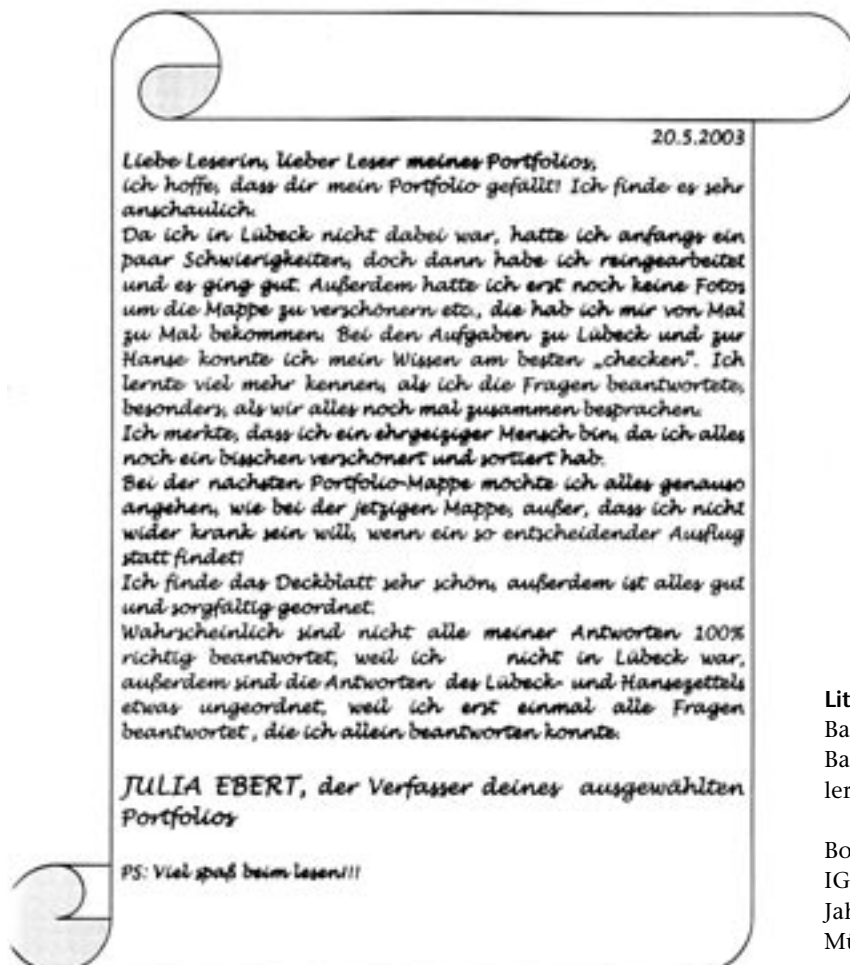 20.5.2003
Liebe Leserin, lieber Leser meines Portfolios,
ich hoffe, dass dir mein Portfolio gefällt! Ich finde es sehr
anschaulich.
Da ich in Lübeck nicht dabei war, hatte ich anfangs ein
paar Schwierigkeiten, doch dann habe ich reingearbeitet
und es ging gut. Außerdem hatte ich erst noch keine Fotos
um die Mappe zu verschönern etc., die hab ich mir von Mal
zu Mal bekommen. Bei den Aufgaben zu Lübeck und zur
Hanse konnte ich mein Wissen am besten „checken“. Ich
lernte viel mehr kennen, als ich die Fragen beantwortete,
besonders, als wir alles noch mal zusammen besprachen.
Ich merkte, dass ich ein ehrgeiziger Mensch bin, da ich alles
noch ein bisschen verschönert und sortiert hab.
Bei der nächsten Portfolio-Mappe möchte ich alles genauso
angehen, wie bei der jetzigen Mappe, außer, dass ich nicht
wider krank sein will, wenn ein so entscheidender Ausflug
statt findet!
Ich finde das Deckblatt sehr schön, außerdem ist alles gut
und sorgfältig geordnet.
Wahrscheinlich sind nicht alle meiner Antworten 100%
richtig beantwortet, weil ich nicht in Lübeck war,
außerdem sind die Antworten des Lübeck- und Hansezettels
etwas ungeordnet, weil ich erst einmal alle Fragen
beantwortet , die ich allein beantworten konnte.
JULIA EBERT, der Verfasser deines ausgewählten
Portfolios
PS: Viel spaß beim lesen!!!
Lit
Ba
Ba
ler
Bo
IG
Jah
Mü